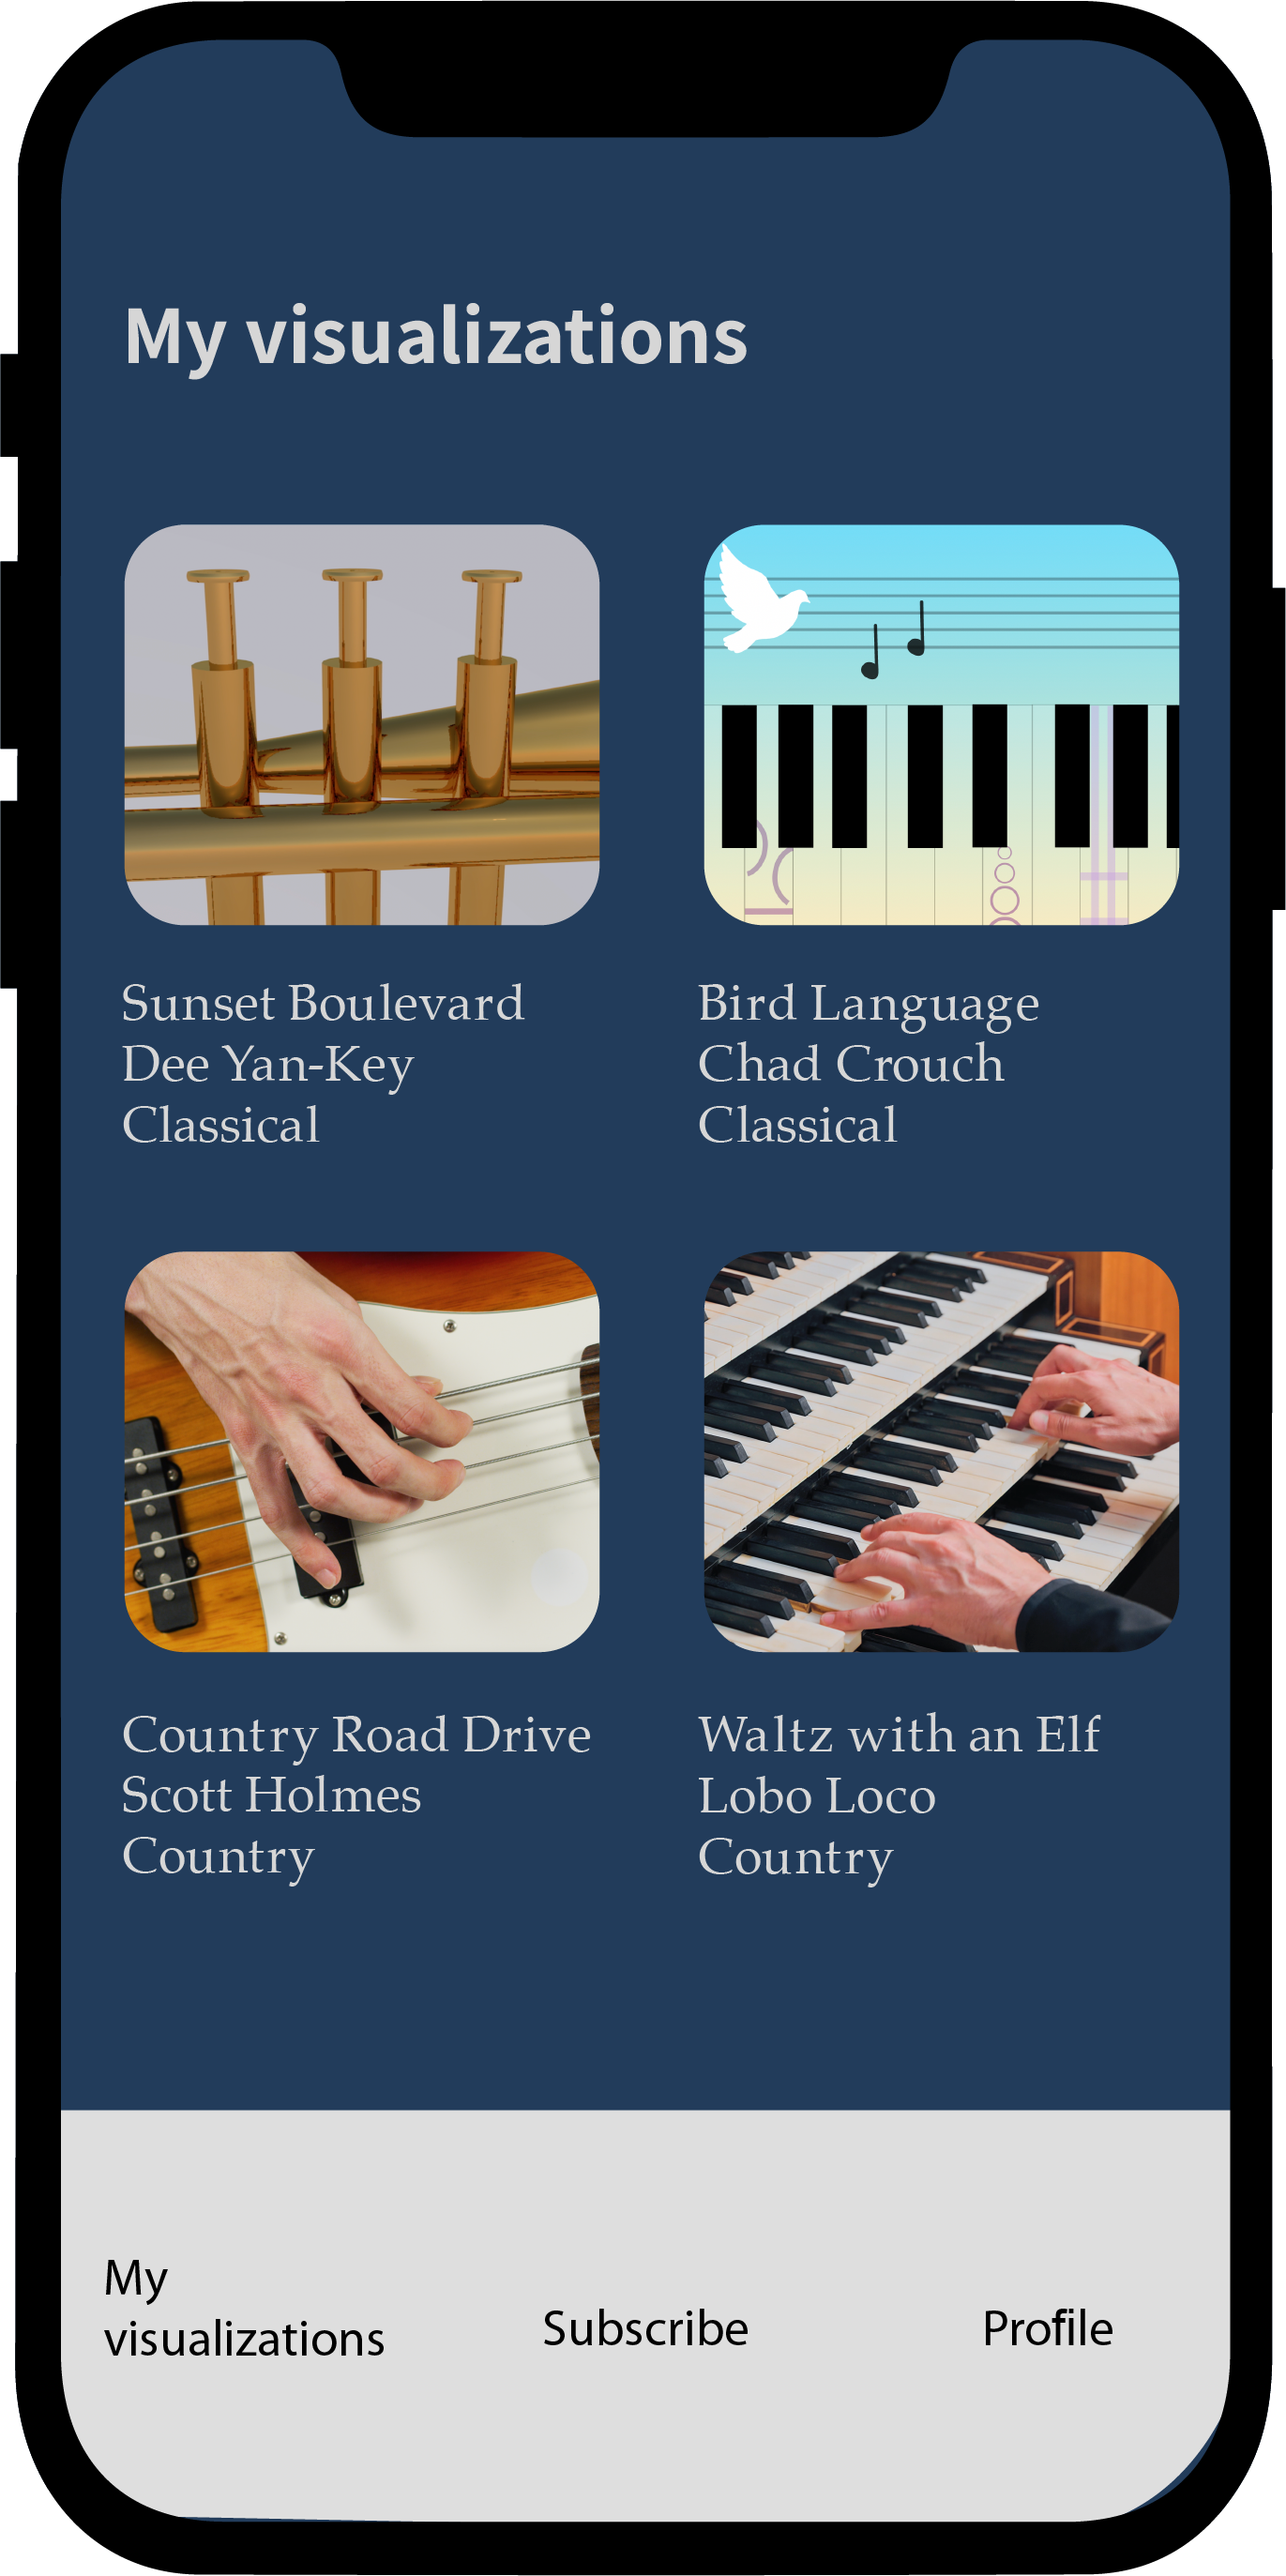 My visualizations
Sunset Boulevard
Dee Yan-Key
Classical
Bird Language
Chad Crouch
Classical
Country Road Drive
Scott Holmes
Country
Waltz with an Elf
Lobo Loco
Country
My
visualizations
Subscribe
Profile